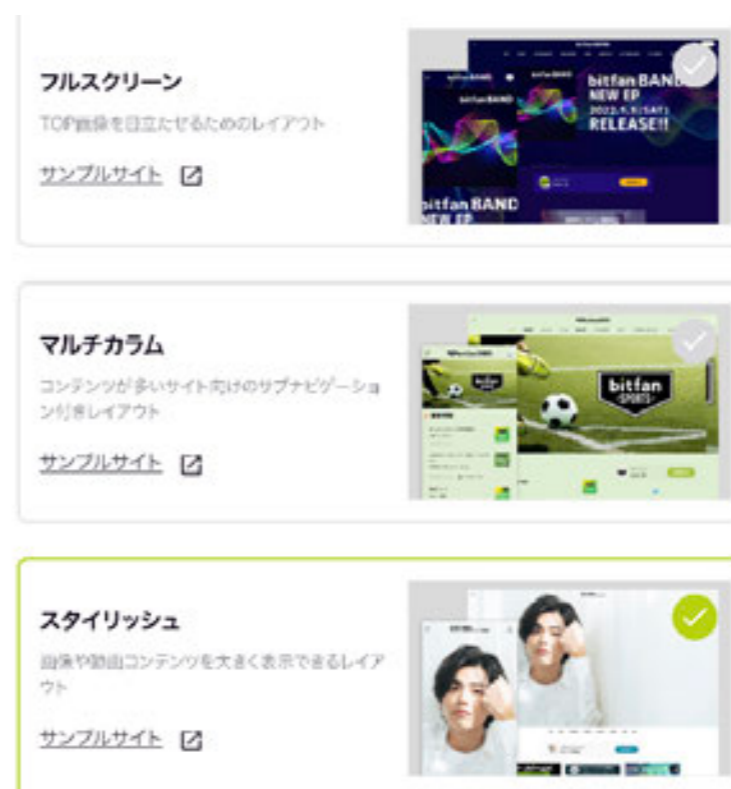 フルスクリーン
TOP画像を目立たせるためのレイアウト
サンプルサイト
bitfan BAND
NEW EP
2022.9.9(SAT)
RELEASE!!
bitfan BAND
bitfan BAND
NEW EP
マルチカラム
コンテンツが多いサイト向けのサブナビゲーショ
ン付きレイアウト
サンプルサイト
bitfan
SPORTS
bitfan
スタイリッシュ
画像や動画コンテンツを大きく表示できるレイア
ウト
サンプルサイト